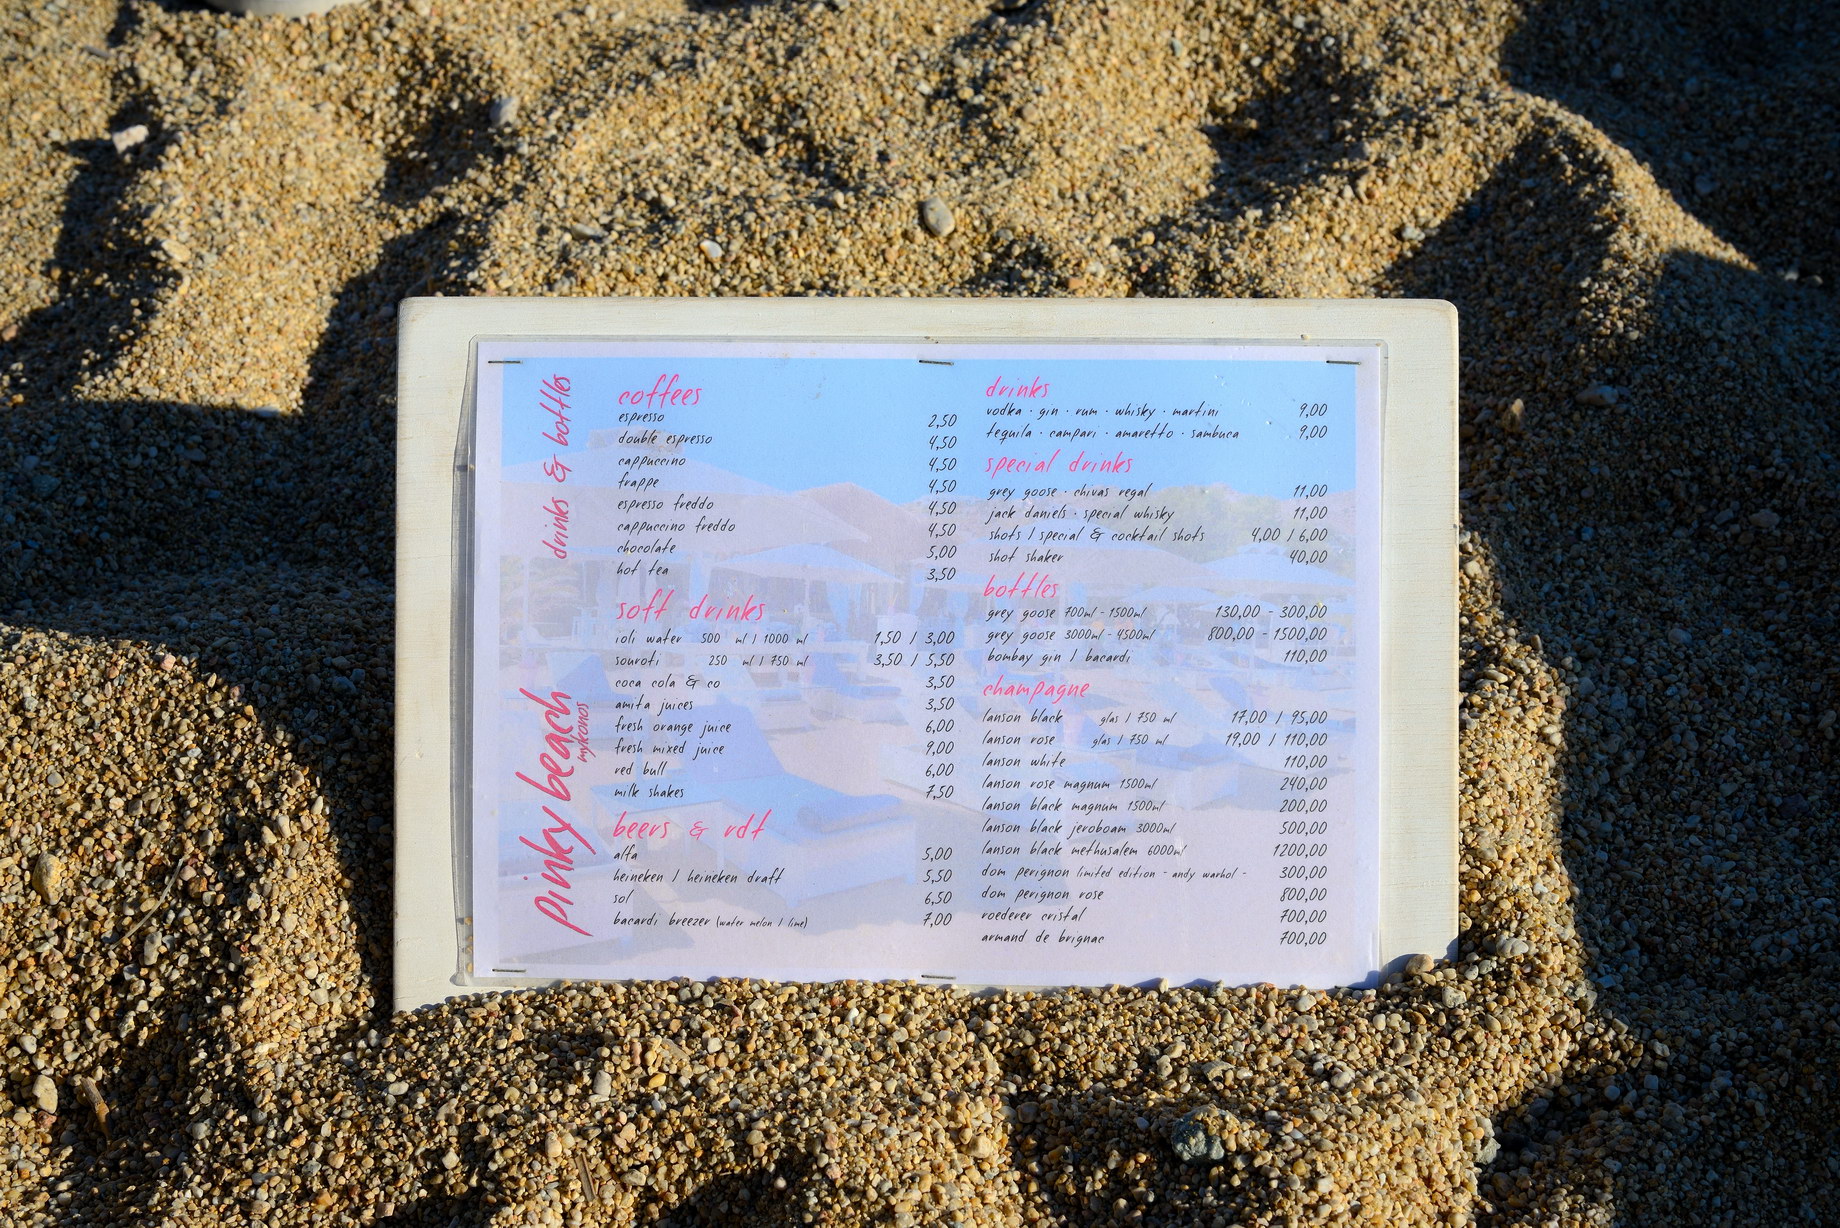 drinks & bottles
pinky beach
mykonos
coffees
espresso 2,50
double espresso 4,50
cappuccino 4,50
frappe 4,50
espresso freddo 4,50
cappuccino freddo 4,50
chocolate 5,00
hot tea 3,50
soft drinks
ioli water 500 ml / 1000 ml 1,50 / 3,00
souroti 250 ml / 750 ml 3,50 / 5,50
coca cola & co 3,50
amita juices 3,50
fresh orange juice 6,00
fresh mixed juice 9,00
red bull 6,00
milk shakes 7,50
beers & rdt
alfa 5,00
heineken / heineken draft 5,50
sol 6,50
bacardi breezer (water melon / lime) 7,00
drinks
vodka · gin · rum · whisky · martini 9,00
tequila · campari · amaretto · sambuca 9,00
special drinks
grey goose · chivas regal 11,00
jack daniels · special whisky 11,00
shots / special & cocktail shots 4,00 / 6,00
shot shaker 40,00
bottles
grey goose 700ml - 1500ml 130,00 - 300,00
grey goose 3000ml - 4500ml 800,00 - 1500,00
bombay gin / bacardi 110,00
champagne
lanson black glas / 750 ml 17,00 / 95,00
lanson rose glas / 750 ml 19,00 / 110,00
lanson white 110,00
lanson rose magnum 1500ml 240,00
lanson black magnum 1500ml 200,00
lanson black jeroboam 3000ml 500,00
lanson black methusalem 6000ml 1200,00
dom perignon limited edition - andy warhol - 300,00
dom perignon rose 800,00
roederer cristal 700,00
armand de brignac 700,00